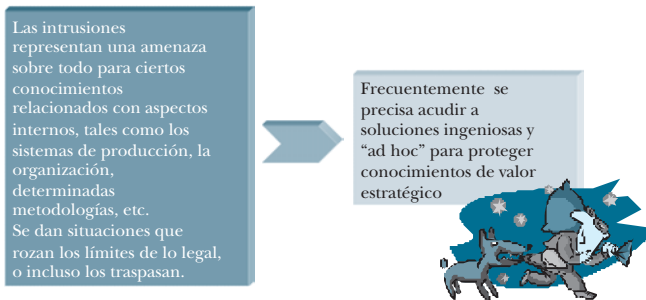 Las intrusiones
representan una amenaza
sobre todo para ciertos
conocimientos
relacionados con aspectos
internos, tales como los
sistemas de producción, la
organización,
determinadas
metodologías, etc.
Se dan situaciones que
rozan los límites de lo legal,
o incluso los traspasan.
Frecuentemente se
precisa acudir a
soluciones ingeniosas y
“ad hoc” para proteger
conocimientos de valor
estratégico